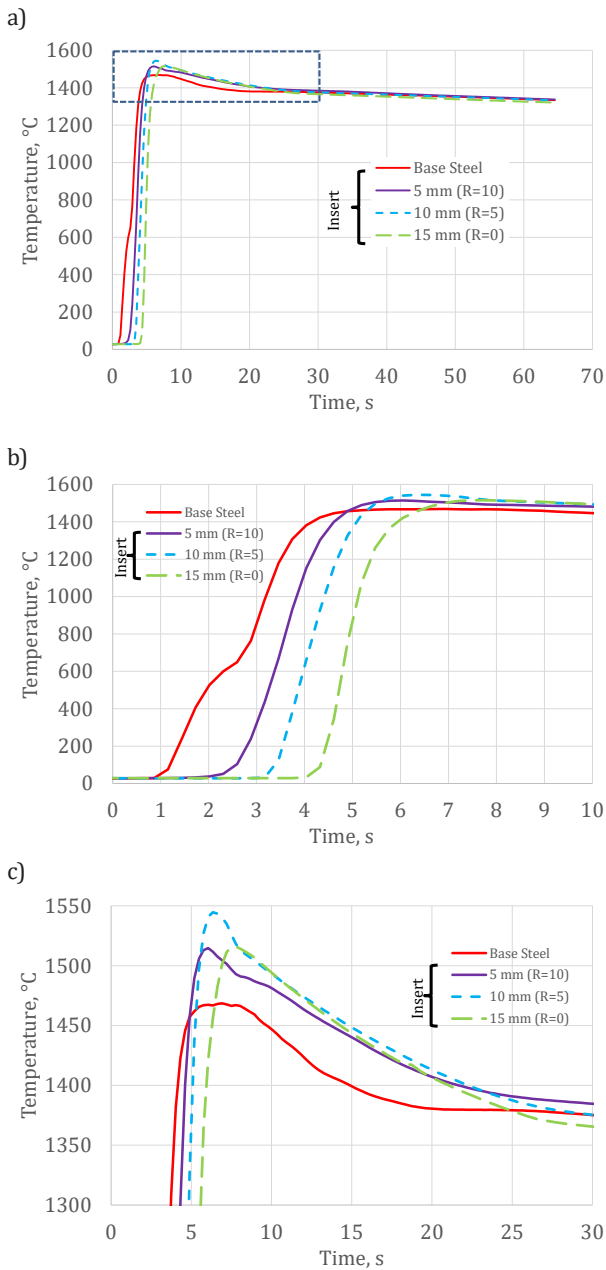 a)
1600
1400
1200
1000
800
600
400
200
0
Temperature, °C
Base Steel
5 mm (R=10)
10 mm (R=5)
15 mm (R=0)
Insert
0 10 20 30 40 50 60 70
Time, s
b)
1600
1400
1200
1000
800
600
400
200
0
Temperature, °C
Base Steel
5 mm (R=10)
10 mm (R=5)
15 mm (R=0)
Insert
0 1 2 3 4 5 6 7 8 9 10
Time, s
c)
1550
1500
1450
1400
1350
1300
Temperature, °C
Base Steel
5 mm (R=10)
10 mm (R=5)
15 mm (R=0)
Insert
0 5 10 15 20 25 30
Time, s